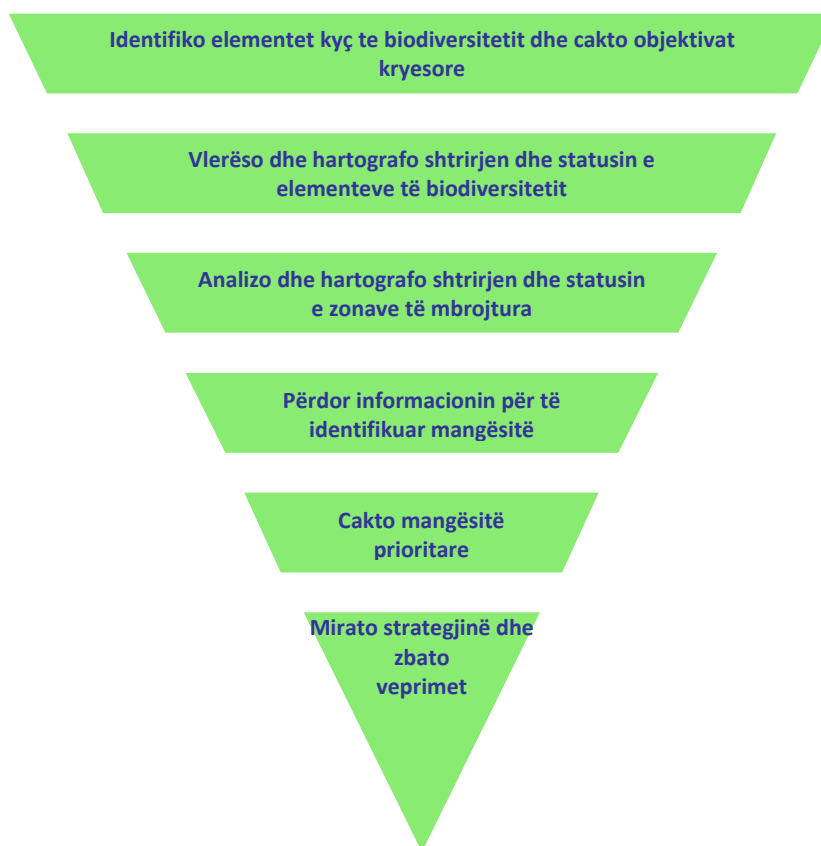 Identifiko elementet kyç te biodiversitetit dhe cakto objektivat
kryesore
Vlerëso dhe hartografo shtrirjen dhe statusin e
elementeve të biodiversitetit
Analizo dhe hartografo shtrirjen dhe statusin
e zonave të mbrojtura
Përdor informacionin për të
identifikuar mangësitë
Cakto mangësitë
prioritare
Mirato strategjinë dhe
zbato
veprimet